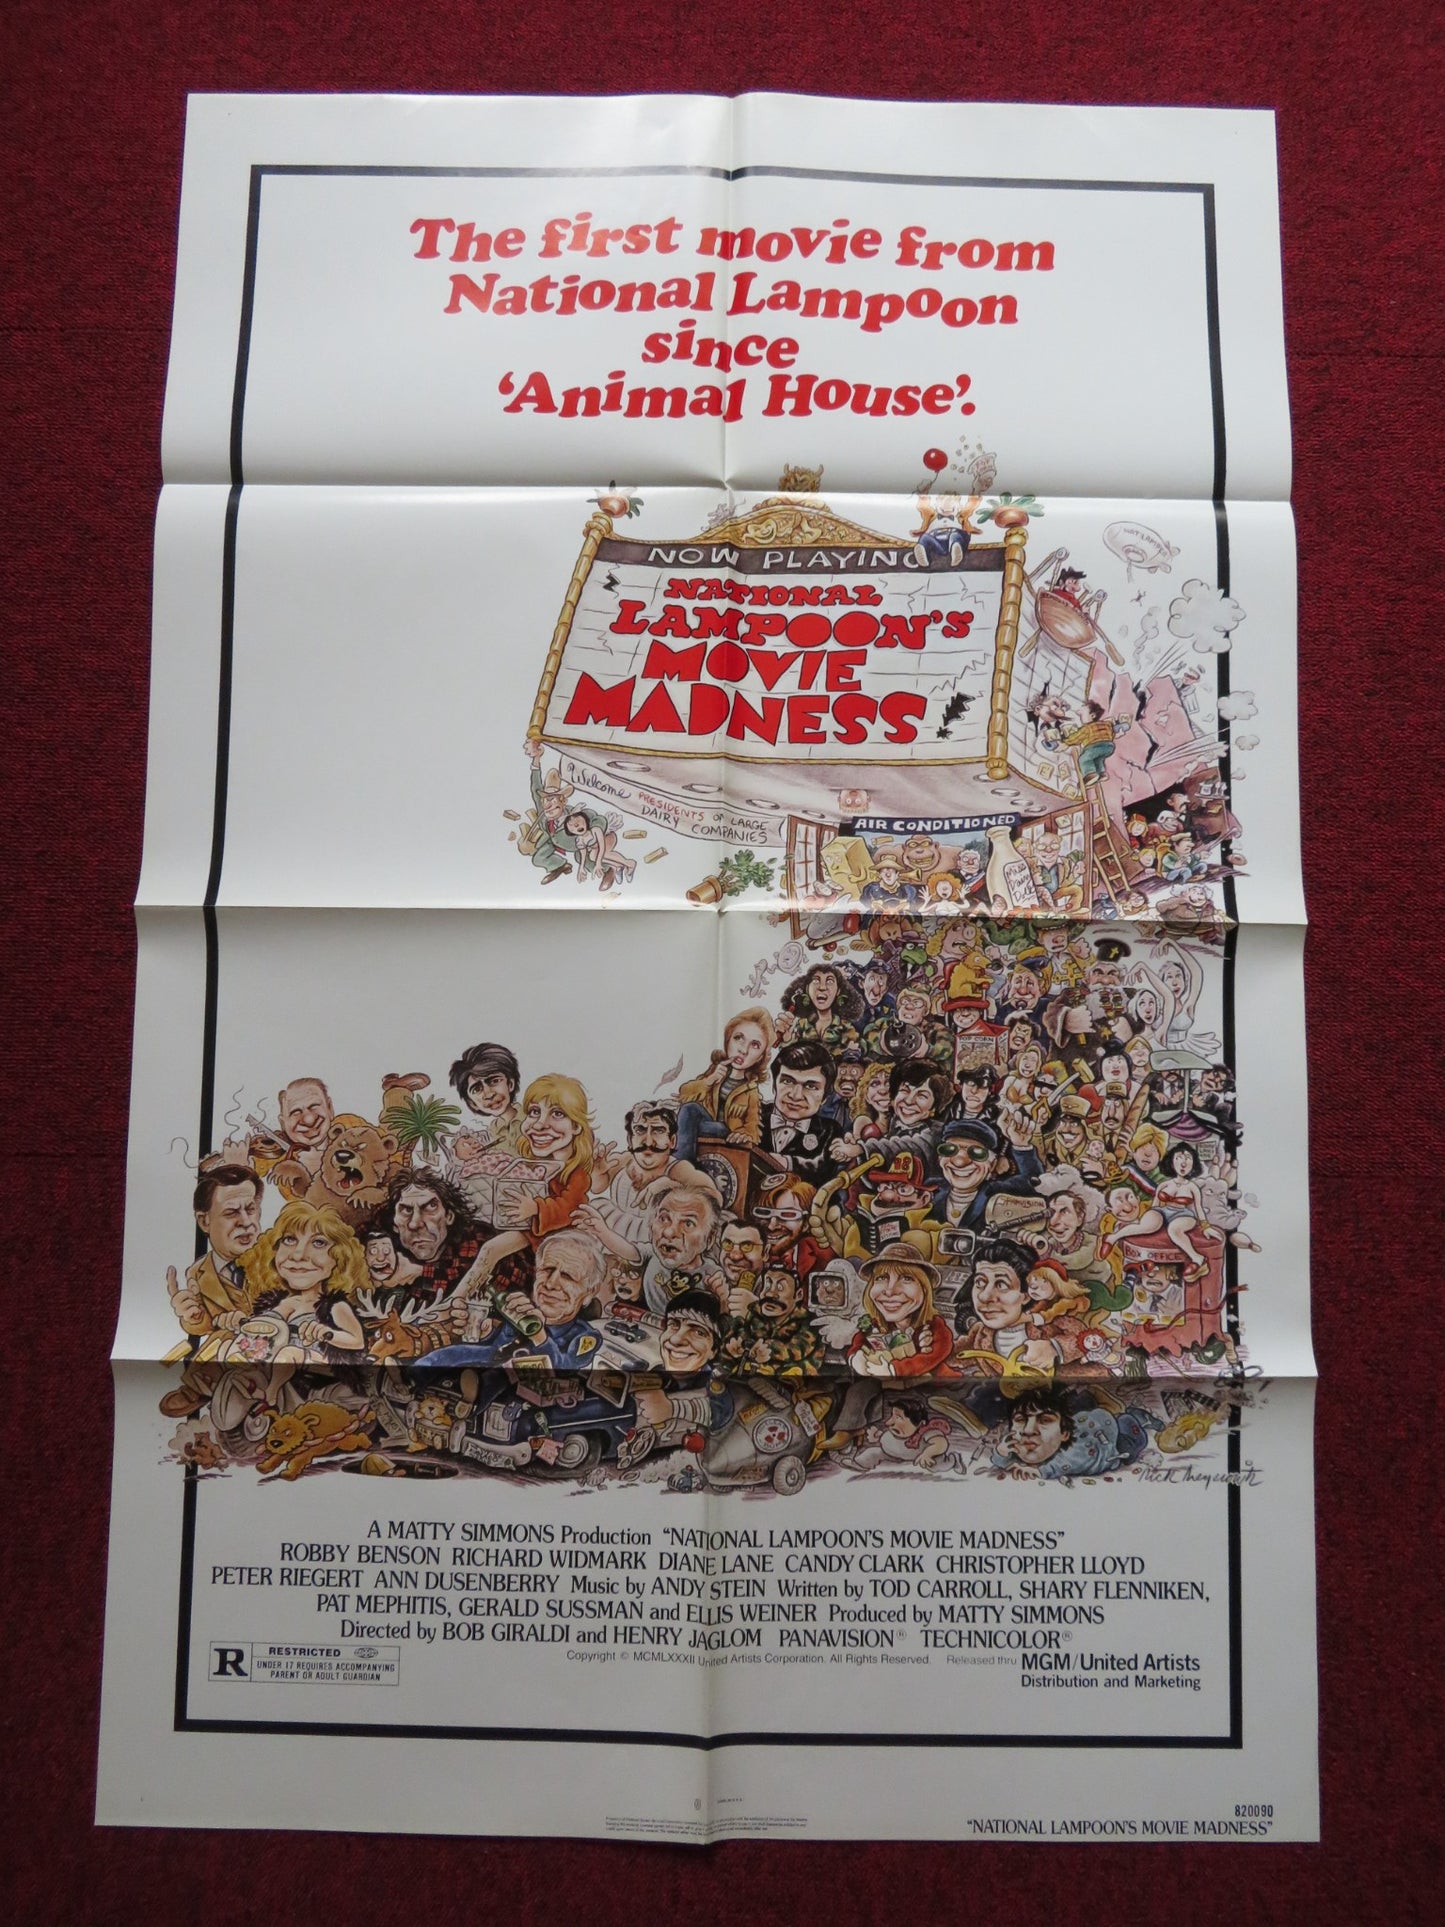 The first movie from
National Lampoon
since
'Animal House'.
NOW PLAYING
NATIONAL
LAMPOON'S
MOVIE
MADNESS
Welcome PRESIDENTS OF LARGE
DAIRY COMPANIES
AIR CONDITIONED
POP CORN
BOX OFFICE
A MATTY SIMMONS Production "NATIONAL LAMPOON'S MOVIE MADNESS"
ROBBY BENSON RICHARD WIDMARK DIANE LANE CANDY CLARK CHRISTOPHER LLOYD
PETER RIEGERT ANN DUSENBERRY Music by ANDY STEIN Written by TOD CARROLL, SHARY FLENNIKEN,
PAT MEPHITIS, GERALD SUSSMAN and ELLIS WEINER Produced by MATTY SIMMONS
Directed by BOB GIRALDI and HENRY JAGLOM PANAVISION® TECHNICOLOR®
R RESTRICTED
UNDER 17 REQUIRES ACCOMPANYING
PARENT OR ADULT GUARDIAN
Copyright © MCMLXXXII United Artists Corporation. All Rights Reserved.
Released thru MGM/United Artists
Distribution and Marketing
820090
"NATIONAL LAMPOON'S MOVIE MADNESS"